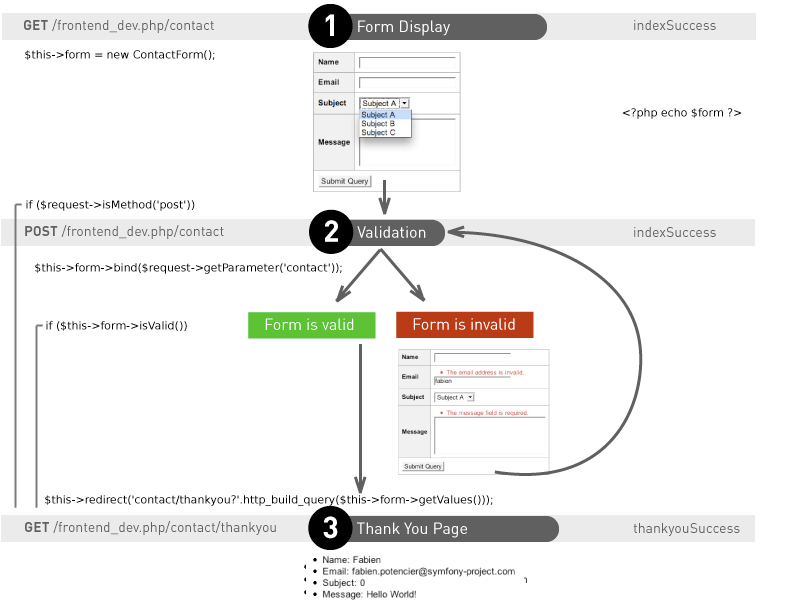 GET /frontend_dev.php/contact 1 Form Display indexSuccess
$this->form = new ContactForm();
Name
Email
Subject Subject A
Subject A
Subject B
Subject C
Message
Submit Query
<?php echo $form ?>
if ($request->isMethod('post'))
POST /frontend_dev.php/contact 2 Validation indexSuccess
$this->form->bind($request->getParameter('contact'));
if ($this->form->isValid())
Form is valid Form is invalid
Name
• The email address is invalid.
Email fabien
Subject Subject A
• The message field is required.
Message
Submit Query
$this->redirect('contact/thankyou?'.http_build_query($this->form->getValues()));
GET /frontend_dev.php/contact/thankyou 3 Thank You Page thankyouSuccess
• Name: Fabien
• Email: fabien.potencier@symfony-project.com
• Subject: 0
• Message: Hello World!